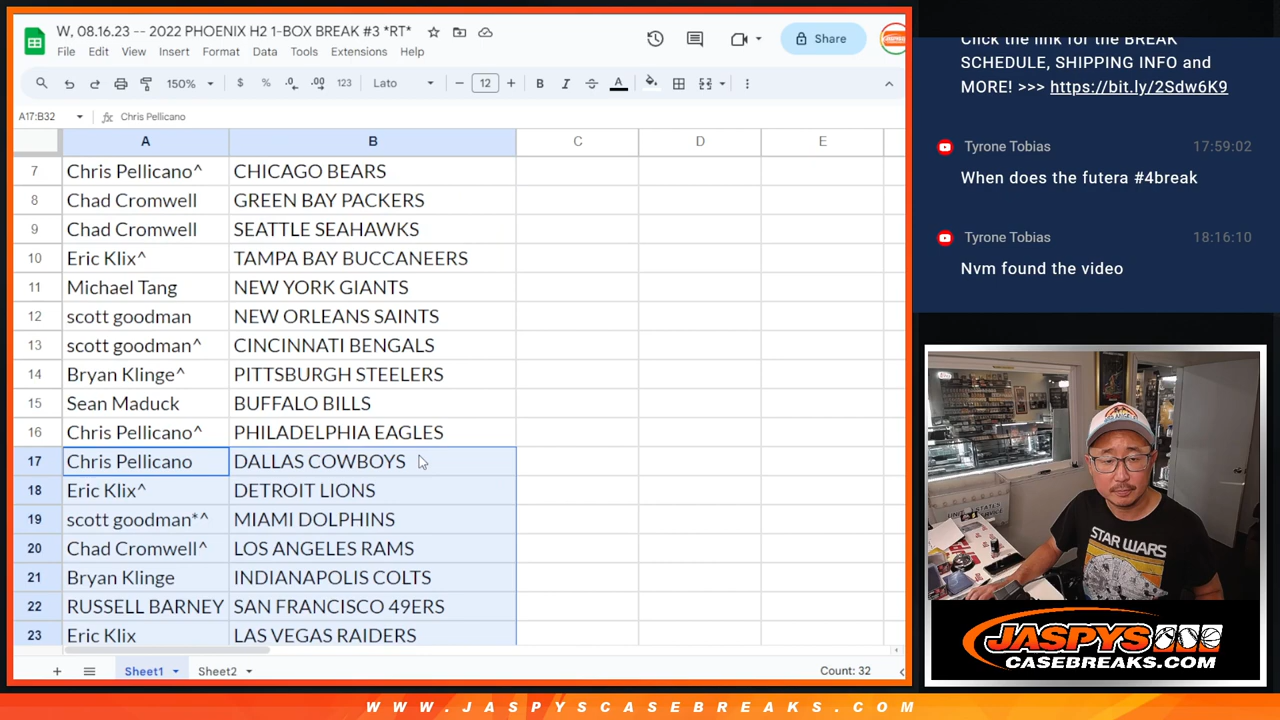 W, 08.16.23 -- 2022 PHOENIX H2 1-BOX BREAK #3 *RT*
File Edit View Insert Format Data Tools Extensions
Share
150% $ % .0 .00 123 Lato 12 B I A
A17:B32 fx Chris Pellicano
A B C D E
7 Chris Pellicano^ CHICAGO BEARS
8 Chad Cromwell GREEN BAY PACKERS
9 Chad Cromwell SEATTLE SEAHAWKS
10 Eric Klix^ TAMPA BAY BUCCANEERS
11 Michael Tang NEW YORK GIANTS
12 scott goodman NEW ORLEANS SAINTS
13 scott goodman^ CINCINNATI BENGALS
14 Bryan Klinge^ PITTSBURGH STEELERS
15 Sean Maduck BUFFALO BILLS
16 Chris Pellicano^ PHILADELPHIA EAGLES
17 Chris Pellicano DALLAS COWBOYS
18 Eric Klix^ DETROIT LIONS
19 scott goodman*^ MIAMI DOLPHINS
20 Chad Cromwell^ LOS ANGELES RAMS
21 Bryan Klinge INDIANAPOLIS COLTS
22 RUSSELL BARNEY SAN FRANCISCO 49ERS
23 Eric Klix LAS VEGAS RAIDERS
Sheet1 Sheet2 Count: 32
Click the link for the BREAK
SCHEDULE, SHIPPING INFO and
MORE! >>> https://bit.ly/2Sdw6K9
Tyrone Tobias 17:59:02
When does the futera #4break
Tyrone Tobias 18:16:10
Nvm found the video
STAR WARS
JASPYS
CASEBREAKS.COM
WWW.JASPYSCASEBREAKS.COM